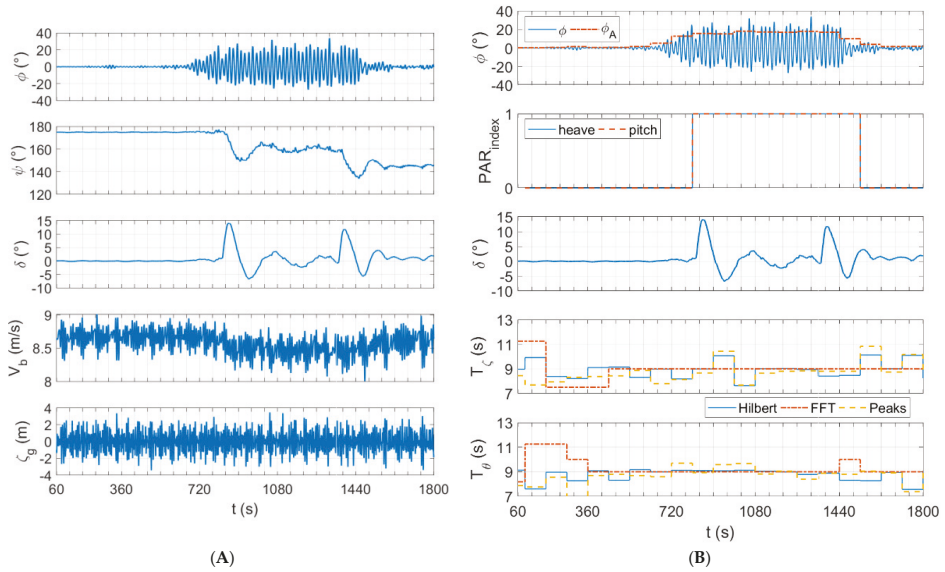 40
20
0
-20
-40
ϕ (°)
180
160
140
120
ψ (°)
15
10
5
0
-5
-10
δ (°)
9
8.5
8
V_b (m/s)
4
2
0
-2
-4
ζ_g (m)
60 360 720 1080 1440 1800
t (s)
(A)
40
20
0
-20
-40
ϕ (°)
ϕ ϕ_A
1
0
PAR_index
heave pitch
15
10
5
0
-5
-10
δ (°)
13
11
9
7
T_ζ (s)
Hilbert FFT Peaks
13
11
9
7
T_θ (s)
60 360 720 1080 1440 1800
t (s)
(B)